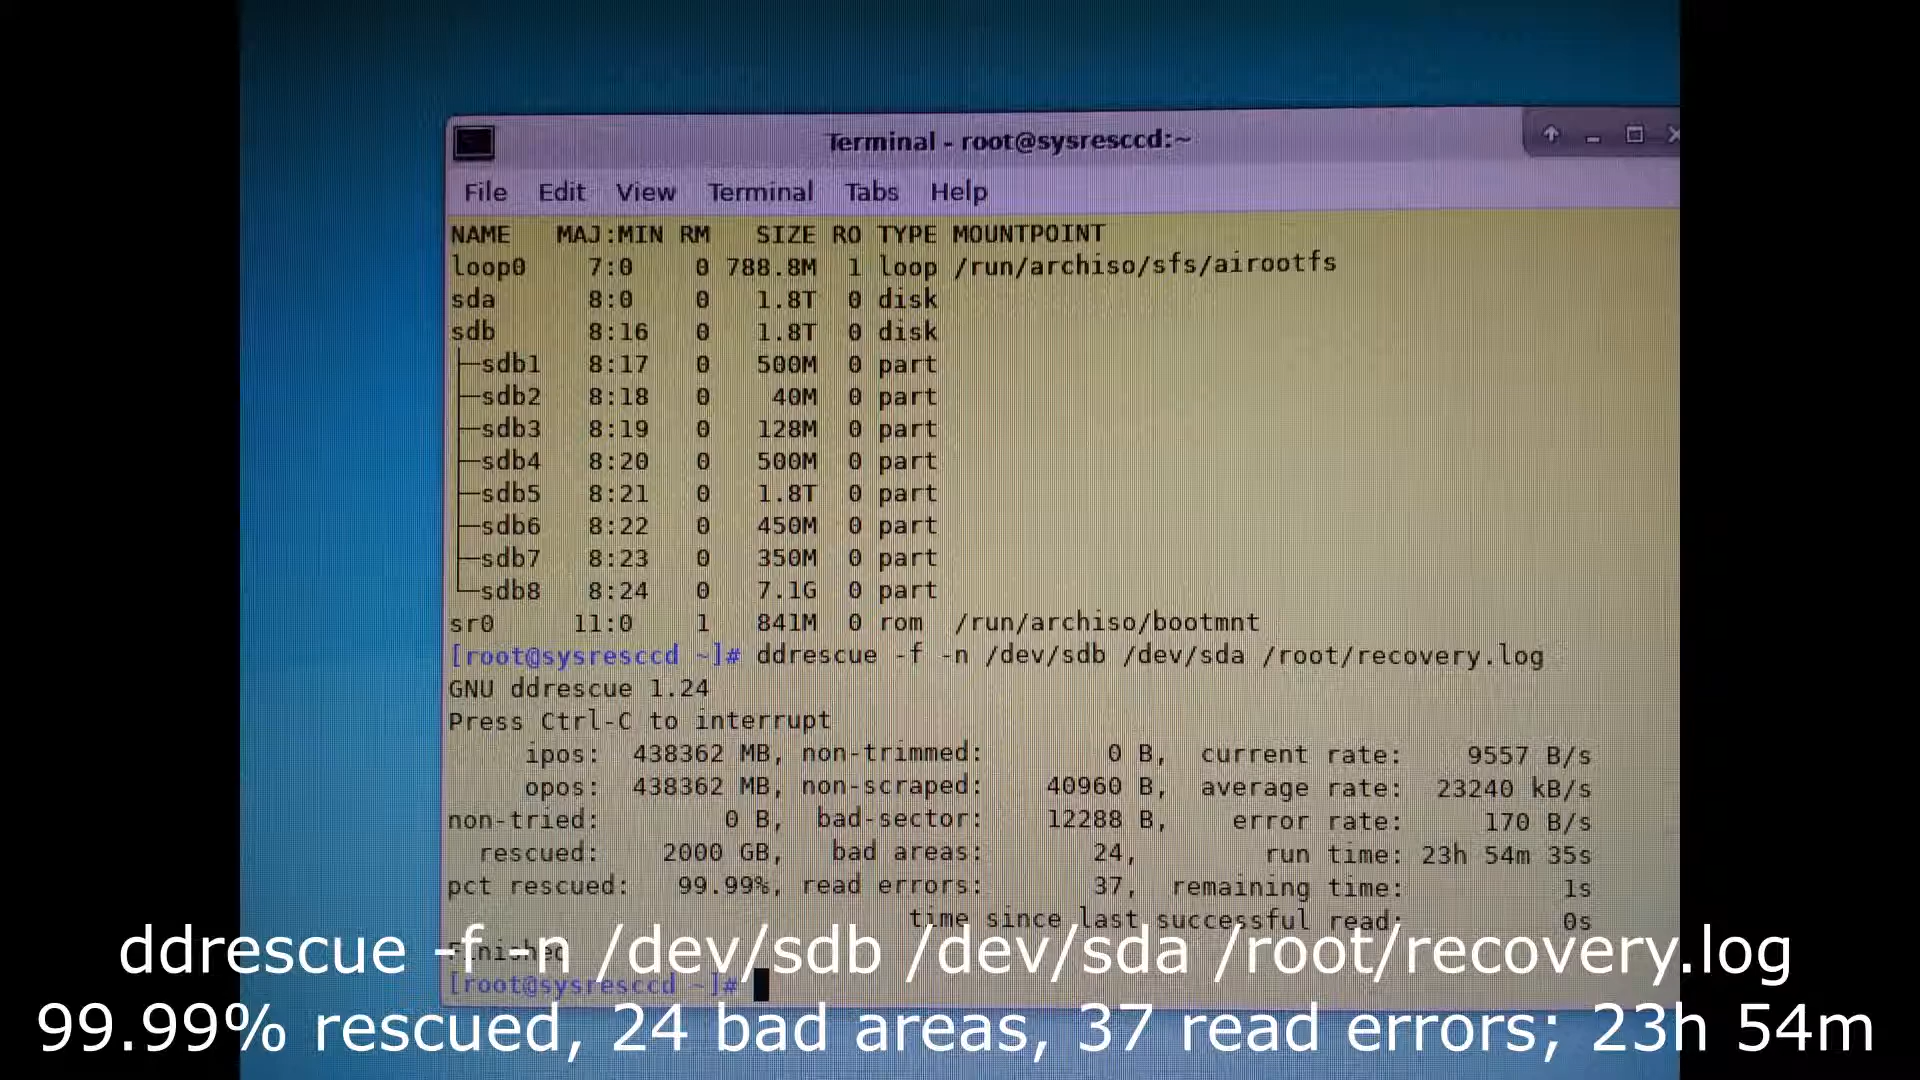 Terminal - root@sysresccd:~
File Edit View Terminal Tabs Help
NAME MAJ:MIN RM SIZE RO TYPE MOUNTPOINT
loop0 7:0 0 788.8M 1 loop /run/archiso/sfs/airootfs
sda 8:0 0 1.8T 0 disk
sdb 8:16 0 1.8T 0 disk
├─sdb1 8:17 0 500M 0 part
├─sdb2 8:18 0 40M 0 part
├─sdb3 8:19 0 128M 0 part
├─sdb4 8:20 0 500M 0 part
├─sdb5 8:21 0 1.8T 0 part
├─sdb6 8:22 0 450M 0 part
├─sdb7 8:23 0 350M 0 part
└─sdb8 8:24 0 7.1G 0 part
sr0 11:0 1 841M 0 rom /run/archiso/bootmnt
[root@sysresccd ~]# ddrescue -f -n /dev/sdb /dev/sda /root/recovery.log
GNU ddrescue 1.24
Press Ctrl-C to interrupt
ipos: 438362 MB, non-trimmed: 0 B, current rate: 9557 B/s
opos: 438362 MB, non-scraped: 40960 B, average rate: 23240 kB/s
non-tried: 0 B, bad-sector: 12288 B, error rate: 170 B/s
rescued: 2000 GB, bad areas: 24, run time: 23h 54m 35s
pct rescued: 99.99%, read errors: 37, remaining time: 1s
time since last successful read: 0s
Finished
[root@sysresccd ~]#
ddrescue -f -n /dev/sdb /dev/sda /root/recovery.log
99.99% rescued, 24 bad areas, 37 read errors; 23h 54m